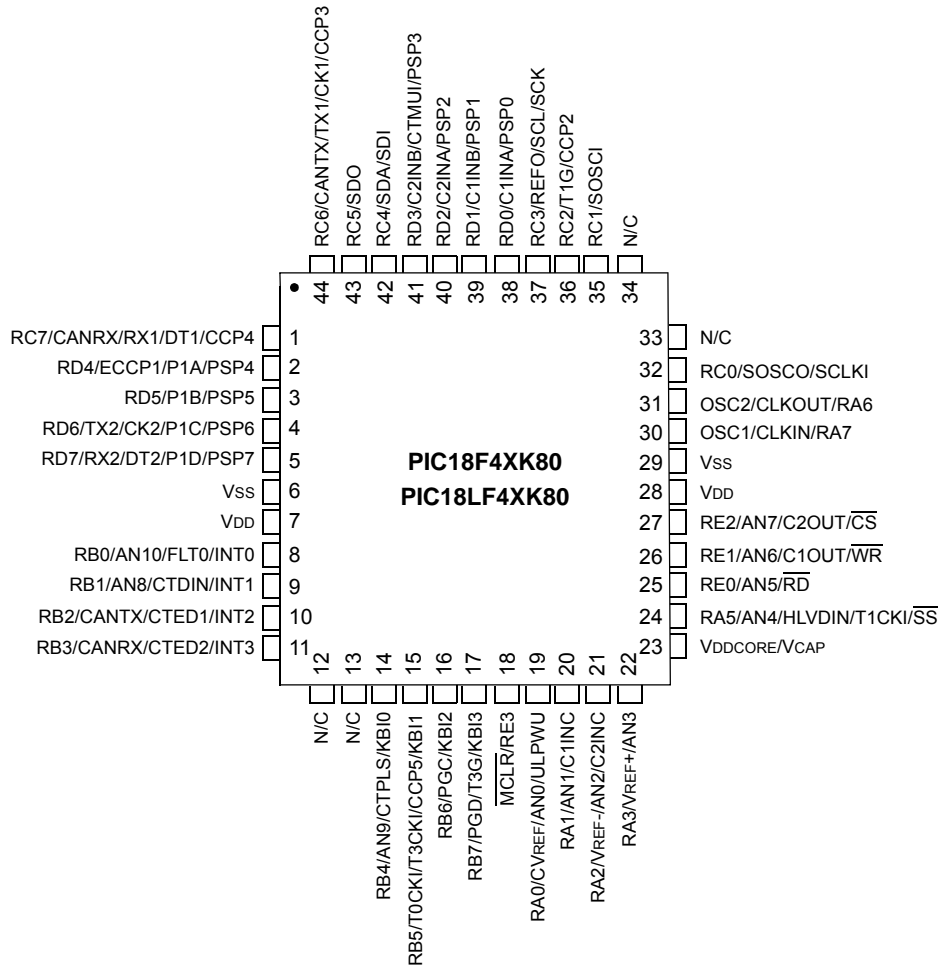 RC6/CANTX/TX1/CK1/CCP3
RC5/SDO
RC4/SDA/SDI
RD3/C2INB/CTMUI/PSP3
RD2/C2INA/PSP2
RD1/C1INB/PSP1
RD0/C1INA/PSP0
RC3/REFO/SCL/SCK
RC2/T1G/CCP2
RC1/SOSCI
N/C
44
43
42
41
40
39
38
37
36
35
34
RC7/CANRX/RX1/DT1/CCP4 1
RD4/ECCP1/P1A/PSP4 2
RD5/P1B/PSP5 3
RD6/TX2/CK2/P1C/PSP6 4
RD7/RX2/DT2/P1D/PSP7 5
VSS 6
VDD 7
RB0/AN10/FLT0/INT0 8
RB1/AN8/CTDIN/INT1 9
RB2/CANTX/CTED1/INT2 10
RB3/CANRX/CTED2/INT3 11
PIC18F4XK80
PIC18LF4XK80
33 N/C
32 RC0/SOSCO/SCLKI
31 OSC2/CLKOUT/RA6
30 OSC1/CLKIN/RA7
29 VSS
28 VDD
27 RE2/AN7/C2OUT/C̅S̅
26 RE1/AN6/C1OUT/W̅R̅
25 RE0/AN5/R̅D̅
24 RA5/AN4/HLVDIN/T1CKI/S̅S̅
23 VDDCORE/VCAP
12
13
14
15
16
17
18
19
20
21
22
N/C
N/C
RB4/AN9/CTPLS/KBI0
RB5/T0CKI/T3CKI/CCP5/KBI1
RB6/PGC/KBI2
RB7/PGD/T3G/KBI3
M̅C̅L̅R̅/RE3
RA0/CVREF/AN0/ULPWU
RA1/AN1/C1INC
RA2/VREF-/AN2/C2INC
RA3/VREF+/AN3